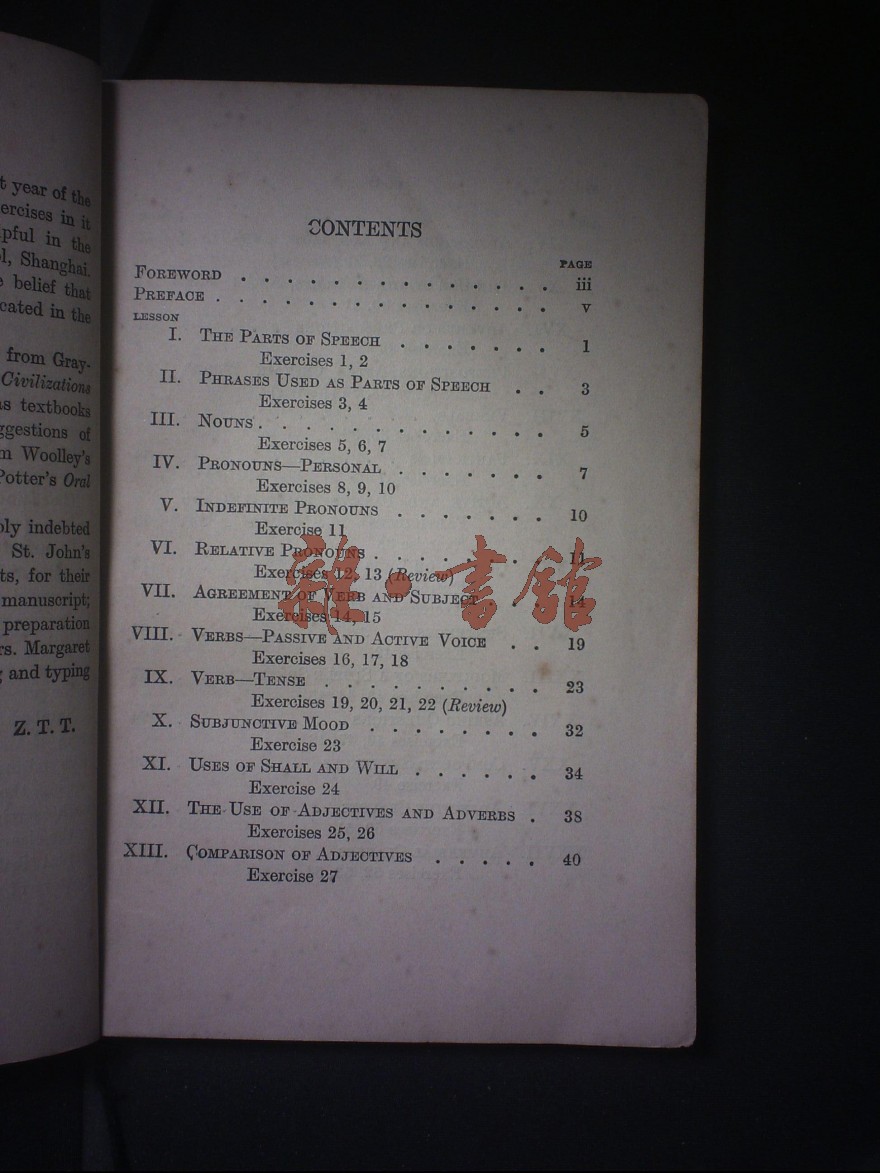 t year of the
ercises in it
pful in the
l, Shanghai.
belief that
cated in the
from Gray-
Civilizations
as textbooks
ggestions of
m Woolley's
Potter's Oral
ply indebted
St. John's
ts, for their
manuscript;
preparation
rs. Margaret
; and typing
Z. T. T.
CONTENTS
PAGE
FOREWORD . . . . . . . . . . . . . . iii
PREFACE . . . . . . . . . . . . . . . v
LESSON
I. THE PARTS OF SPEECH . . . . . . . 1
Exercises 1, 2
II. PHRASES USED AS PARTS OF SPEECH . . 3
Exercises 3, 4
III. NOUNS . . . . . . . . . . . . . 5
Exercises 5, 6, 7
IV. PRONOUNS—PERSONAL . . . . . . . 7
Exercises 8, 9, 10
V. INDEFINITE PRONOUNS . . . . . . . 10
Exercise 11
VI. RELATIVE PRONOUNS . . . . . . . . 11
Exercises 12, 13 (Review)
VII. AGREEMENT OF VERB AND SUBJECT . . 14
Exercises 14, 15
VIII. VERBS—PASSIVE AND ACTIVE VOICE . . 19
Exercises 16, 17, 18
IX. VERB—TENSE . . . . . . . . . . 23
Exercises 19, 20, 21, 22 (Review)
X. SUBJUNCTIVE MOOD . . . . . . . . 32
Exercise 23
XI. USES OF SHALL AND WILL . . . . . . 34
Exercise 24
XII. THE USE OF ADJECTIVES AND ADVERBS . 38
Exercises 25, 26
XIII. COMPARISON OF ADJECTIVES . . . . . 40
Exercise 27
雜·書館